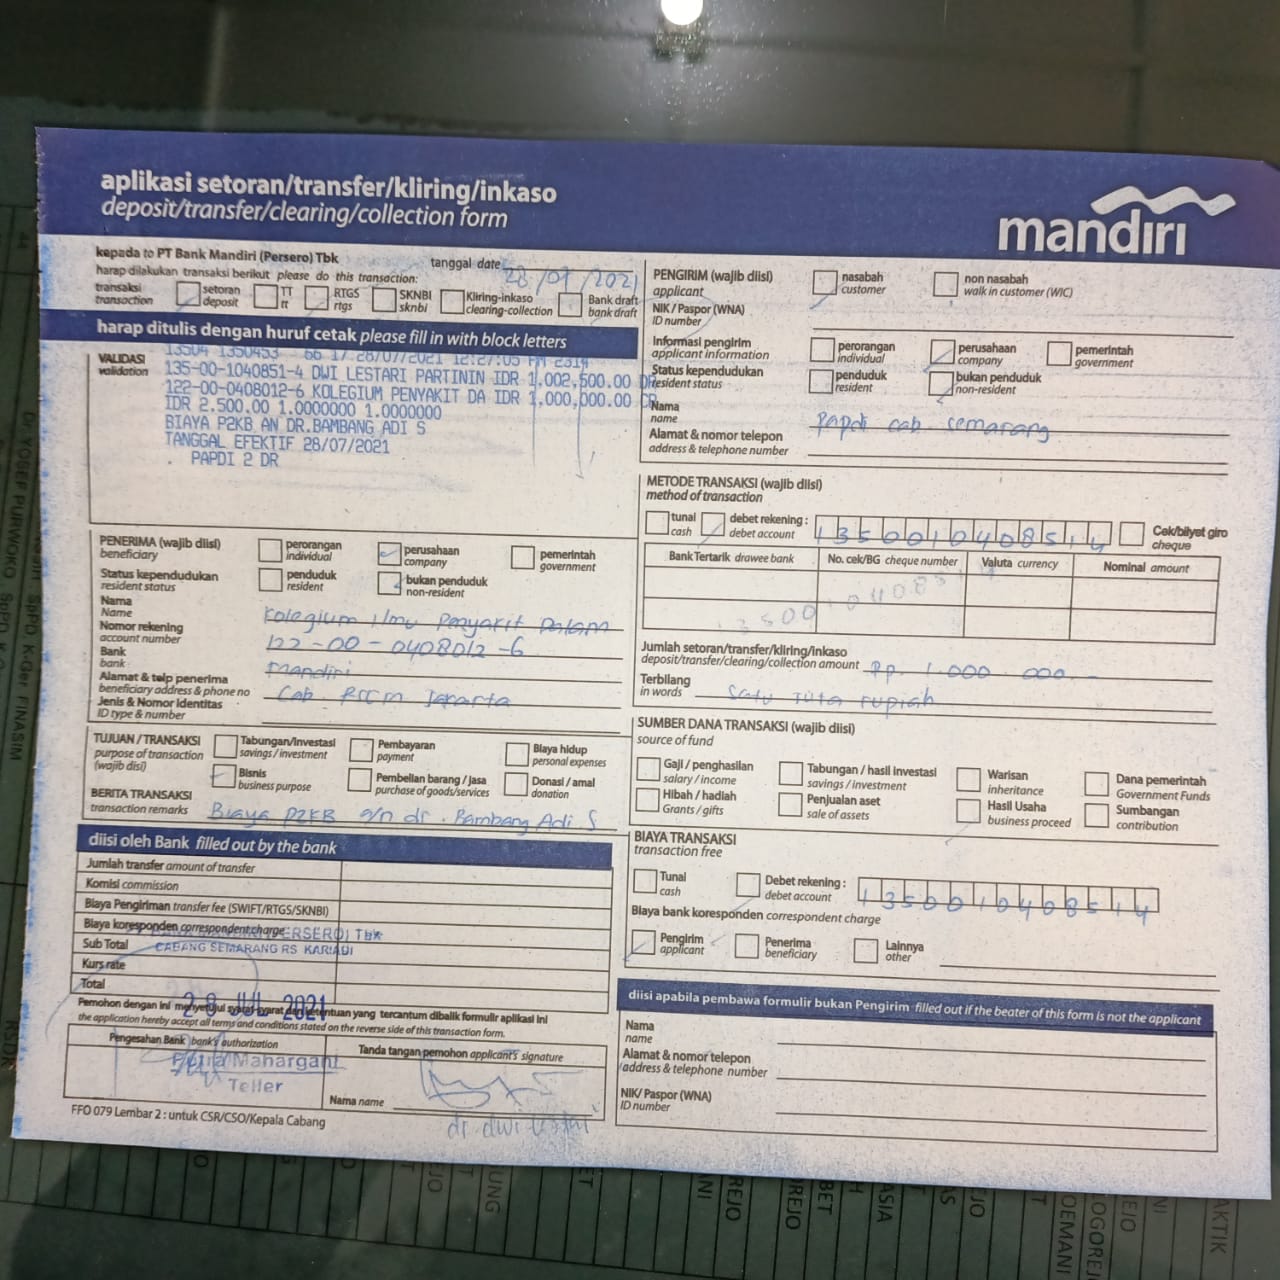 aplikasi setoran/transfer/kliring/inkaso
deposit/transfer/clearing/collection form
mandiri
kepada to PT Bank Mandiri (Persero) Tbk
tanggal date 28/07/2021
harap dilakukan transaksi berikut please do this transaction:
transaksi transaction
setoran deposit
TT tt
RTGS rtgs
SKNBI sknbi
Kliring-inkaso clearing-collection
Bank draft bank draft
harap ditulis dengan huruf cetak please fill in with block letters
VALIDASI validation
13504 1350453 66 17 28/07/2021 12:27:05 PM 2314
135-00-1040851-4 DWI LESTARI PARTININ IDR 1,002,500.00 DR
122-00-0408012-6 KOLEGIUM PENYAKIT DA IDR 1,000,000.00 CR
IDR 2,500.00 1.0000000 1.0000000
BIAYA P2KB AN DR.BAMBANG ADI S
TANGGAL EFEKTIF 28/07/2021
. PAPDI 2 DR
PENERIMA (wajib diisi)
beneficiary
perorangan individual
perusahaan company
pemerintah government
Status kependudukan
resident status
penduduk resident
bukan penduduk non-resident
Nama
Name Kolegium Ilmu Penyakit Dalam
Nomor rekening
account number 122-00-0408012-6
Bank
bank Mandiri
Alamat & telp penerima
beneficiary address & phone no Cab. RSCM Jakarta
Jenis & Nomor Identitas
ID type & number
TUJUAN / TRANSAKSI
purpose of transaction
(wajib diisi)
Tabungan/Investasi savings / investment
Pembayaran payment
Biaya hidup personal expenses
Bisnis business purpose
Pembelian barang / jasa purchase of goods/services
Donasi / amal donation
BERITA TRANSAKSI
transaction remarks Biaya P2KB a/n dr. Bambang Adi S
diisi oleh Bank filled out by the bank
Jumlah transfer amount of transfer
Komisi commission
Biaya Pengiriman transfer fee (SWIFT/RTGS/SKNBI)
Biaya koresponden correspondent charge
Sub Total
Kurs rate
Total
(PERSERO) Tbk
CABANG SEMARANG RS KARIADI
28 JUL 2021
Pemohon dengan ini menyetujui syarat-syarat dan ketentuan yang tercantum dibalik formulir aplikasi ini
the application hereby accept all terms and conditions stated on the reverse side of this transaction form.
Pengesahan Bank bank's authorization
Tanda tangan pemohon applicant's signature
Mahargani
Teller
Nama name
dr. dwi
FFO 079 Lembar 2 : untuk CSR/CSO/Kepala Cabang
PENGIRIM (wajib diisi)
applicant
nasabah customer
non nasabah walk in customer (WIC)
NIK / Paspor (WNA)
ID number
Informasi pengirim
applicant information
perorangan individual
perusahaan company
pemerintah government
Status kependudukan
resident status
penduduk resident
bukan penduduk non-resident
Nama
name Papdi cab semarang
Alamat & nomor telepon
address & telephone number
METODE TRANSAKSI (wajib diisi)
method of transaction
tunai cash
debet rekening : debet account 1350010408514
Cek/bilyet giro cheque
Bank Tertarik drawee bank
No. cek/BG cheque number
Valuta currency
Nominal amount
Jumlah setoran/transfer/kliring/inkaso
deposit/transfer/clearing/collection amount Rp. 1.000 000.-
Terbilang
in words Satu Juta rupiah
SUMBER DANA TRANSAKSI (wajib diisi)
source of fund
Gaji / penghasilan salary / income
Tabungan / hasil investasi savings / investment
Warisan inheritance
Dana pemerintah Government Funds
Hibah / hadiah Grants / gifts
Penjualan aset sale of assets
Hasil Usaha business proceed
Sumbangan contribution
BIAYA TRANSAKSI
transaction free
Tunai cash
Debet rekening : debet account 1350010408514
Biaya bank koresponden correspondent charge
Pengirim applicant
Penerima beneficiary
Lainnya other
diisi apabila pembawa formulir bukan Pengirim filled out if the beater of this form is not the applicant
Nama
name
Alamat & nomor telepon
address & telephone number
NIK/ Paspor (WNA)
ID number